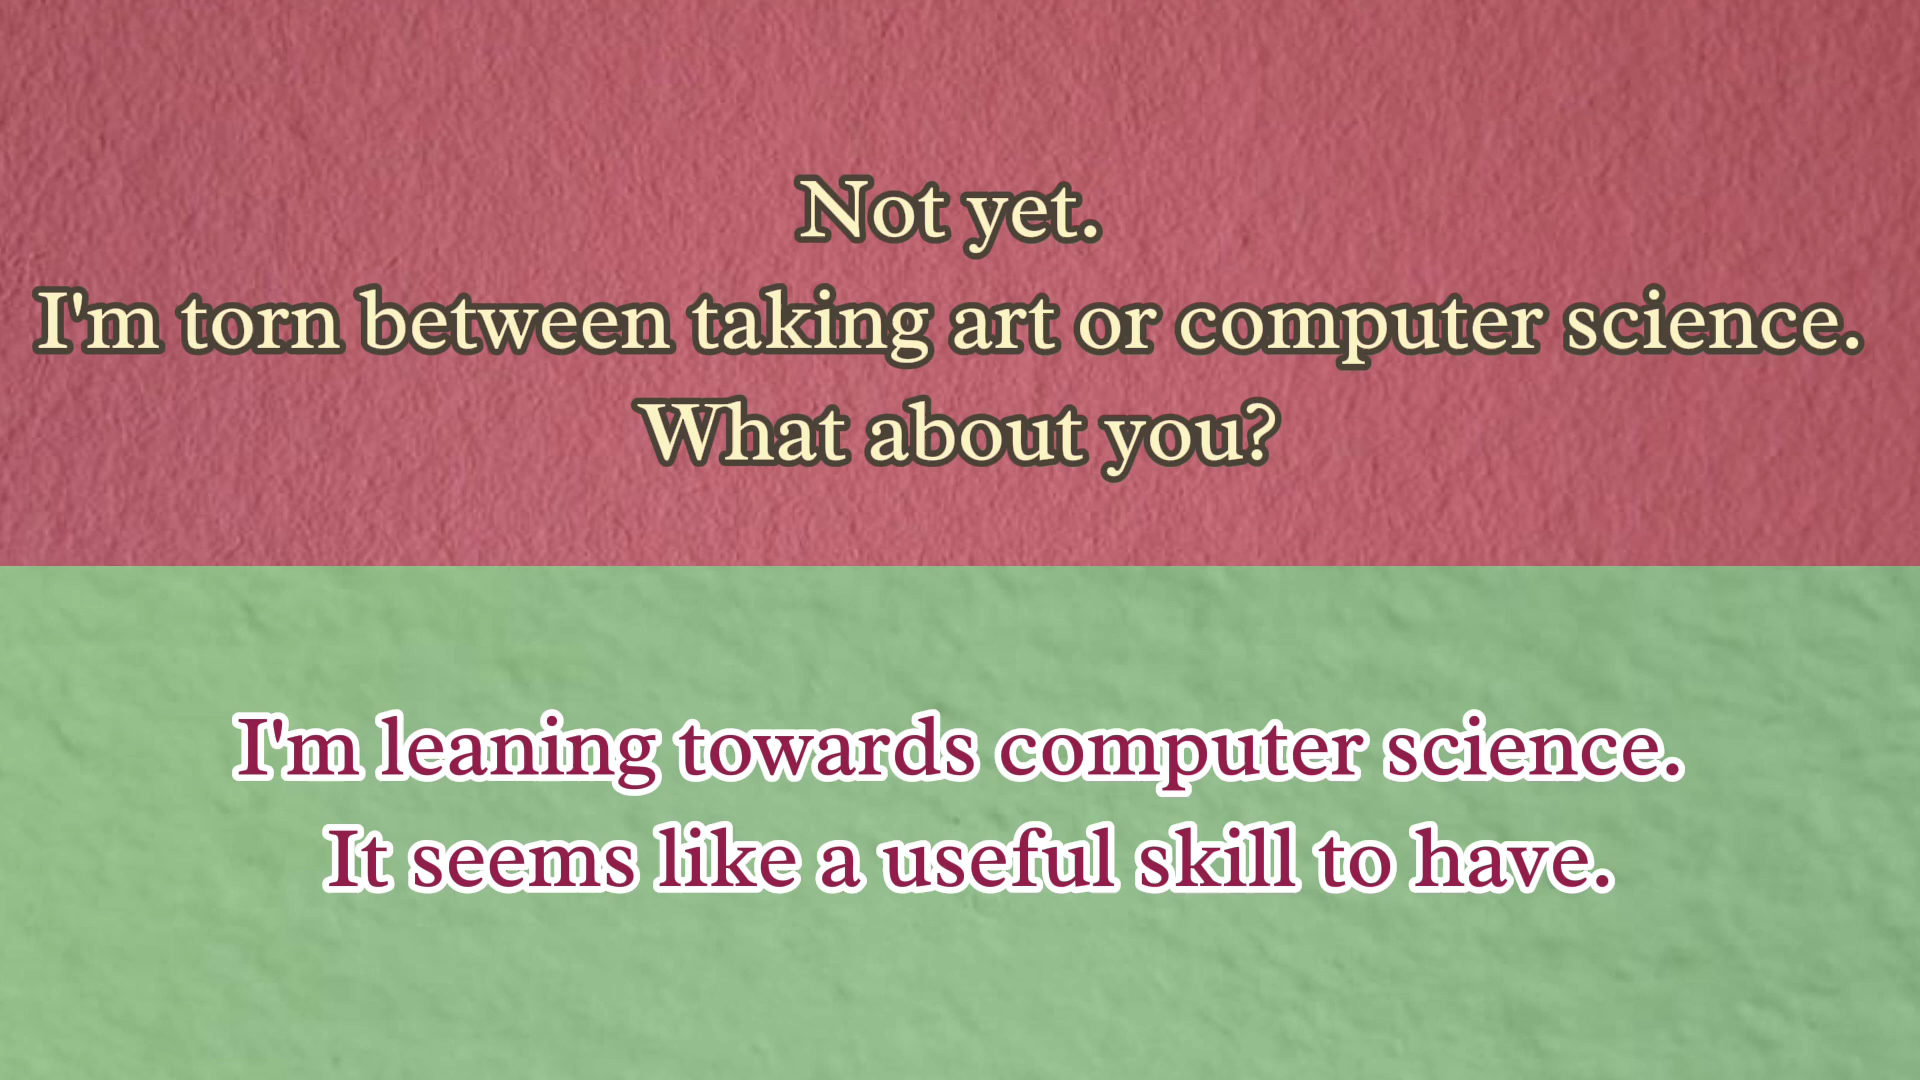 Not yet.
I'm torn between taking art or computer science.
What about you?
I'm leaning towards computer science.
It seems like a useful skill to have.